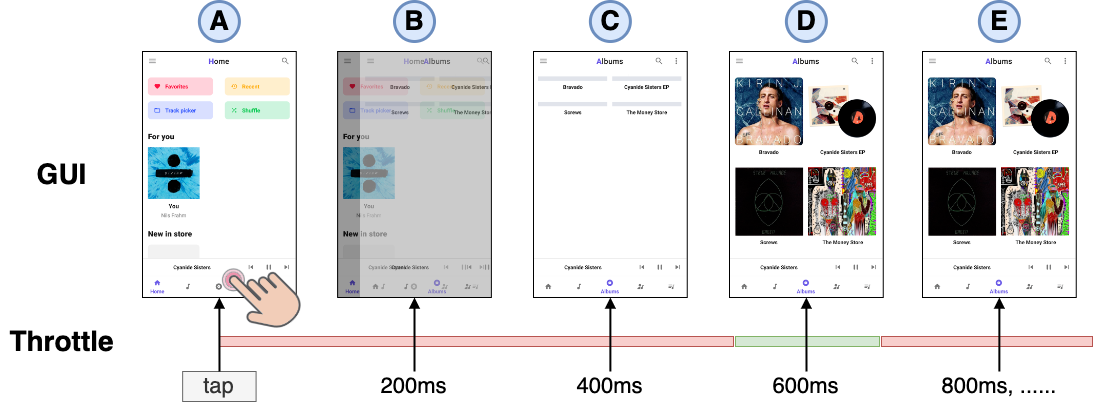 A
B
C
D
E
GUI
Home
Favorites
Recent
Track picker
Shuffle
For you
You
Nils Frahm
New in store
Cyanide Sisters
Home
HomeAlbums
Favorites
Bravado
Cyanide Sisters
Track picker
Screws
The Money Store
For you
You
Nils Frahm
New in store
Cyanide Sisters
Home
Albums
Albums
Bravado
Cyanide Sisters EP
Screws
The Money Store
Cyanide Sisters
Albums
Albums
KIRIN J.
CALLINAN
BRAVADO
Bravado
Cyanide Sisters EP
Screws
The Money Store
Cyanide Sisters
Albums
Albums
KIRIN J.
CALLINAN
BRAVADO
Bravado
Cyanide Sisters EP
Screws
The Money Store
Cyanide Sisters
Albums
Throttle
tap
200ms
400ms
600ms
800ms, ......